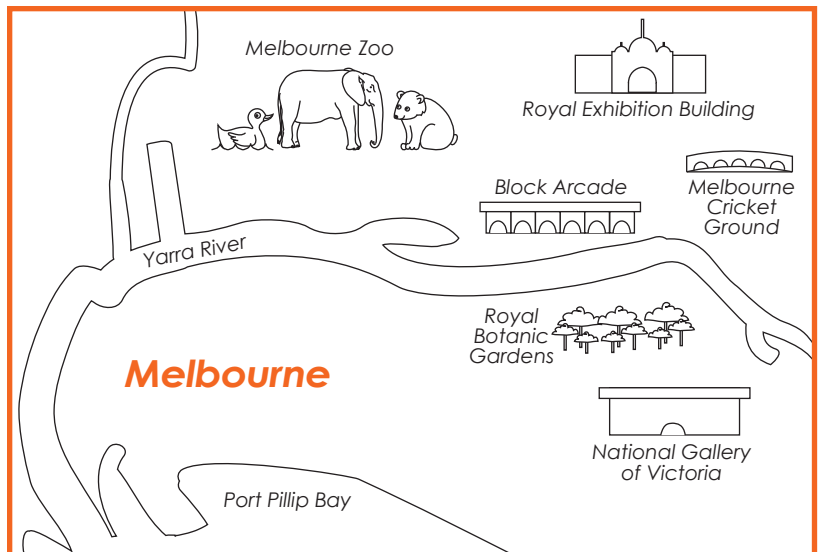 Melbourne Zoo
Royal Exhibition Building
Block Arcade
Melbourne
Cricket
Ground
Yarra River
Royal
Botanic
Gardens
Melbourne
National Gallery
of Victoria
Port Pillip Bay